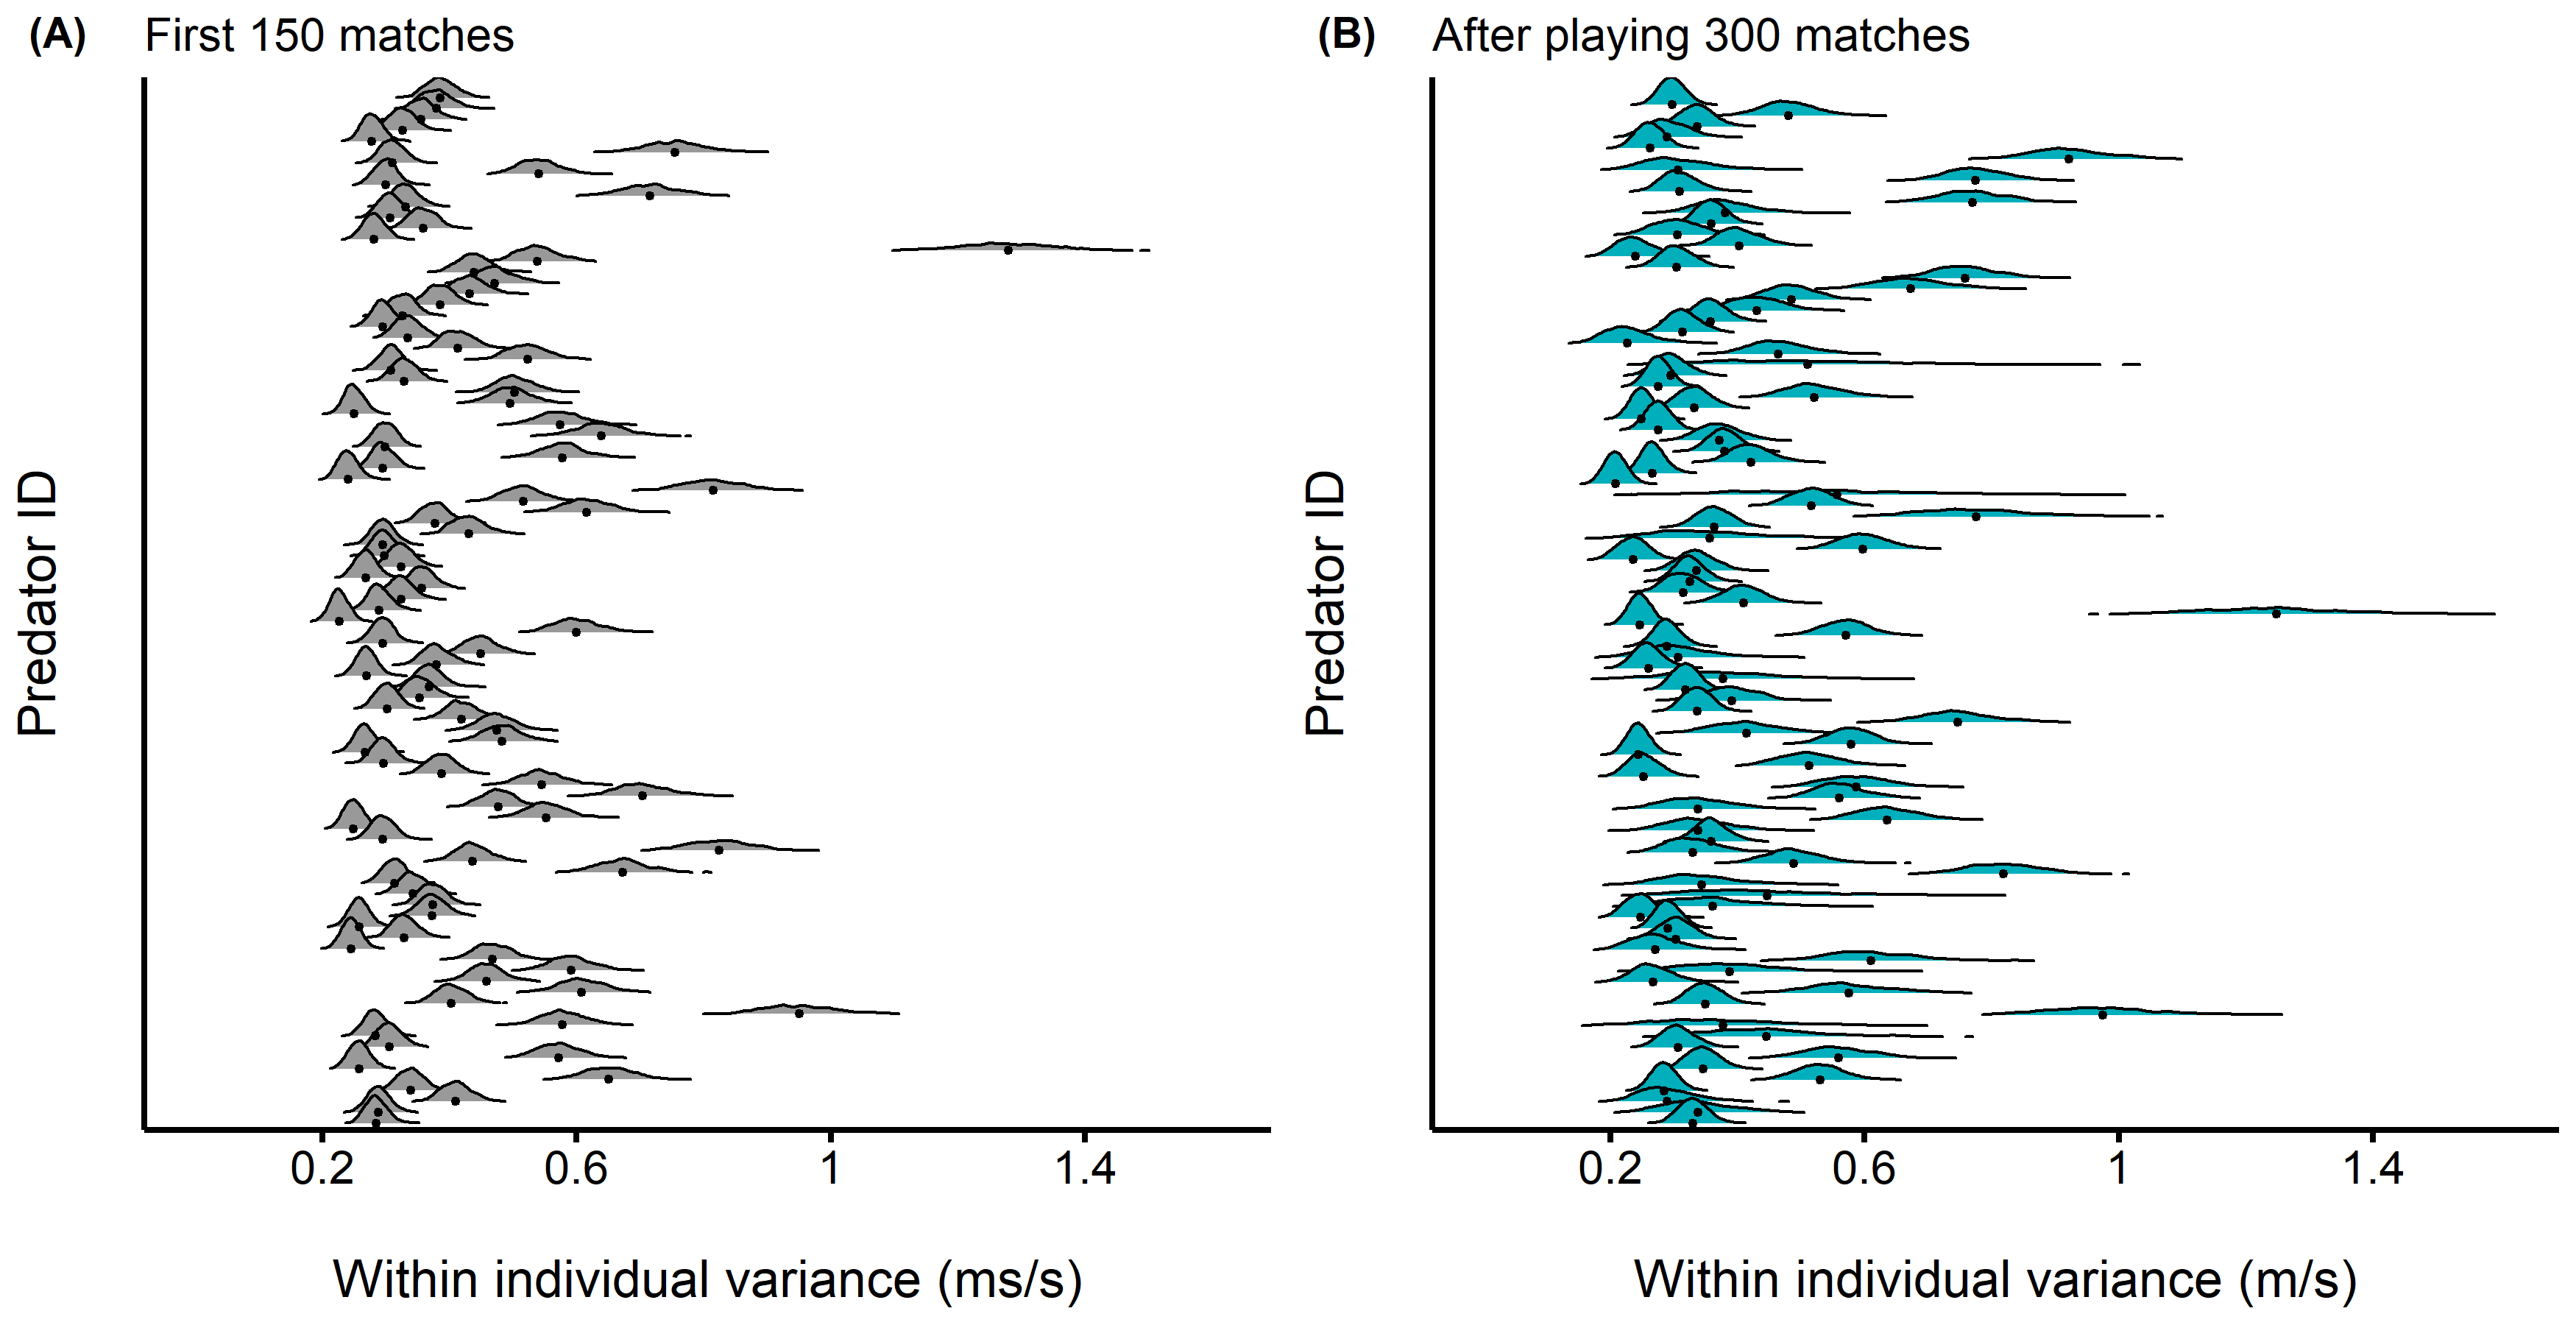 (A) First 150 matches
Predator ID
0.2 0.6 1 1.4
Within individual variance (ms/s)
(B) After playing 300 matches
Predator ID
0.2 0.6 1 1.4
Within individual variance (m/s)